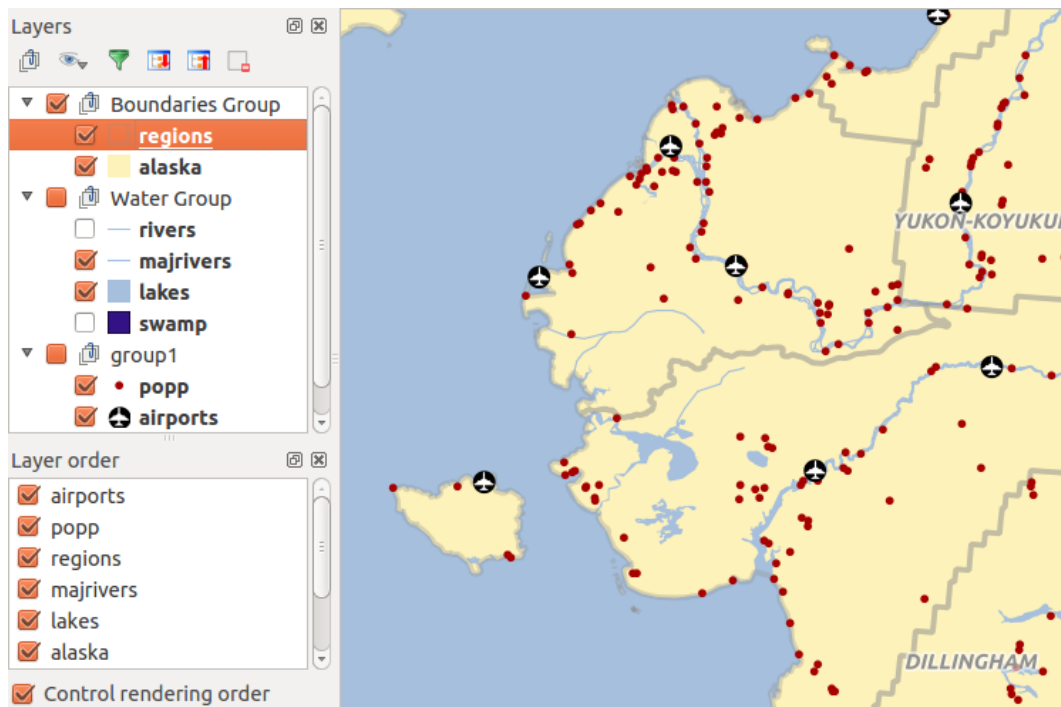 Layers
Boundaries Group
regions
alaska
Water Group
rivers
majrivers
lakes
swamp
group1
popp
airports
Layer order
airports
popp
regions
majrivers
lakes
alaska
Control rendering order
YUKON-KOYUKU
DILLINGHAM